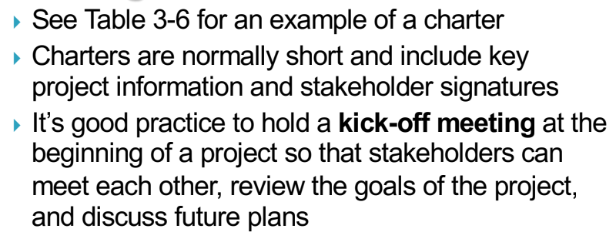 See Table 3-6 for an example of a charter
Charters are normally short and include key
project information and stakeholder signatures
It's good practice to hold a kick-off meeting at the
beginning of a project so that stakeholders can
meet each other, review the goals of the project,
and discuss future plans